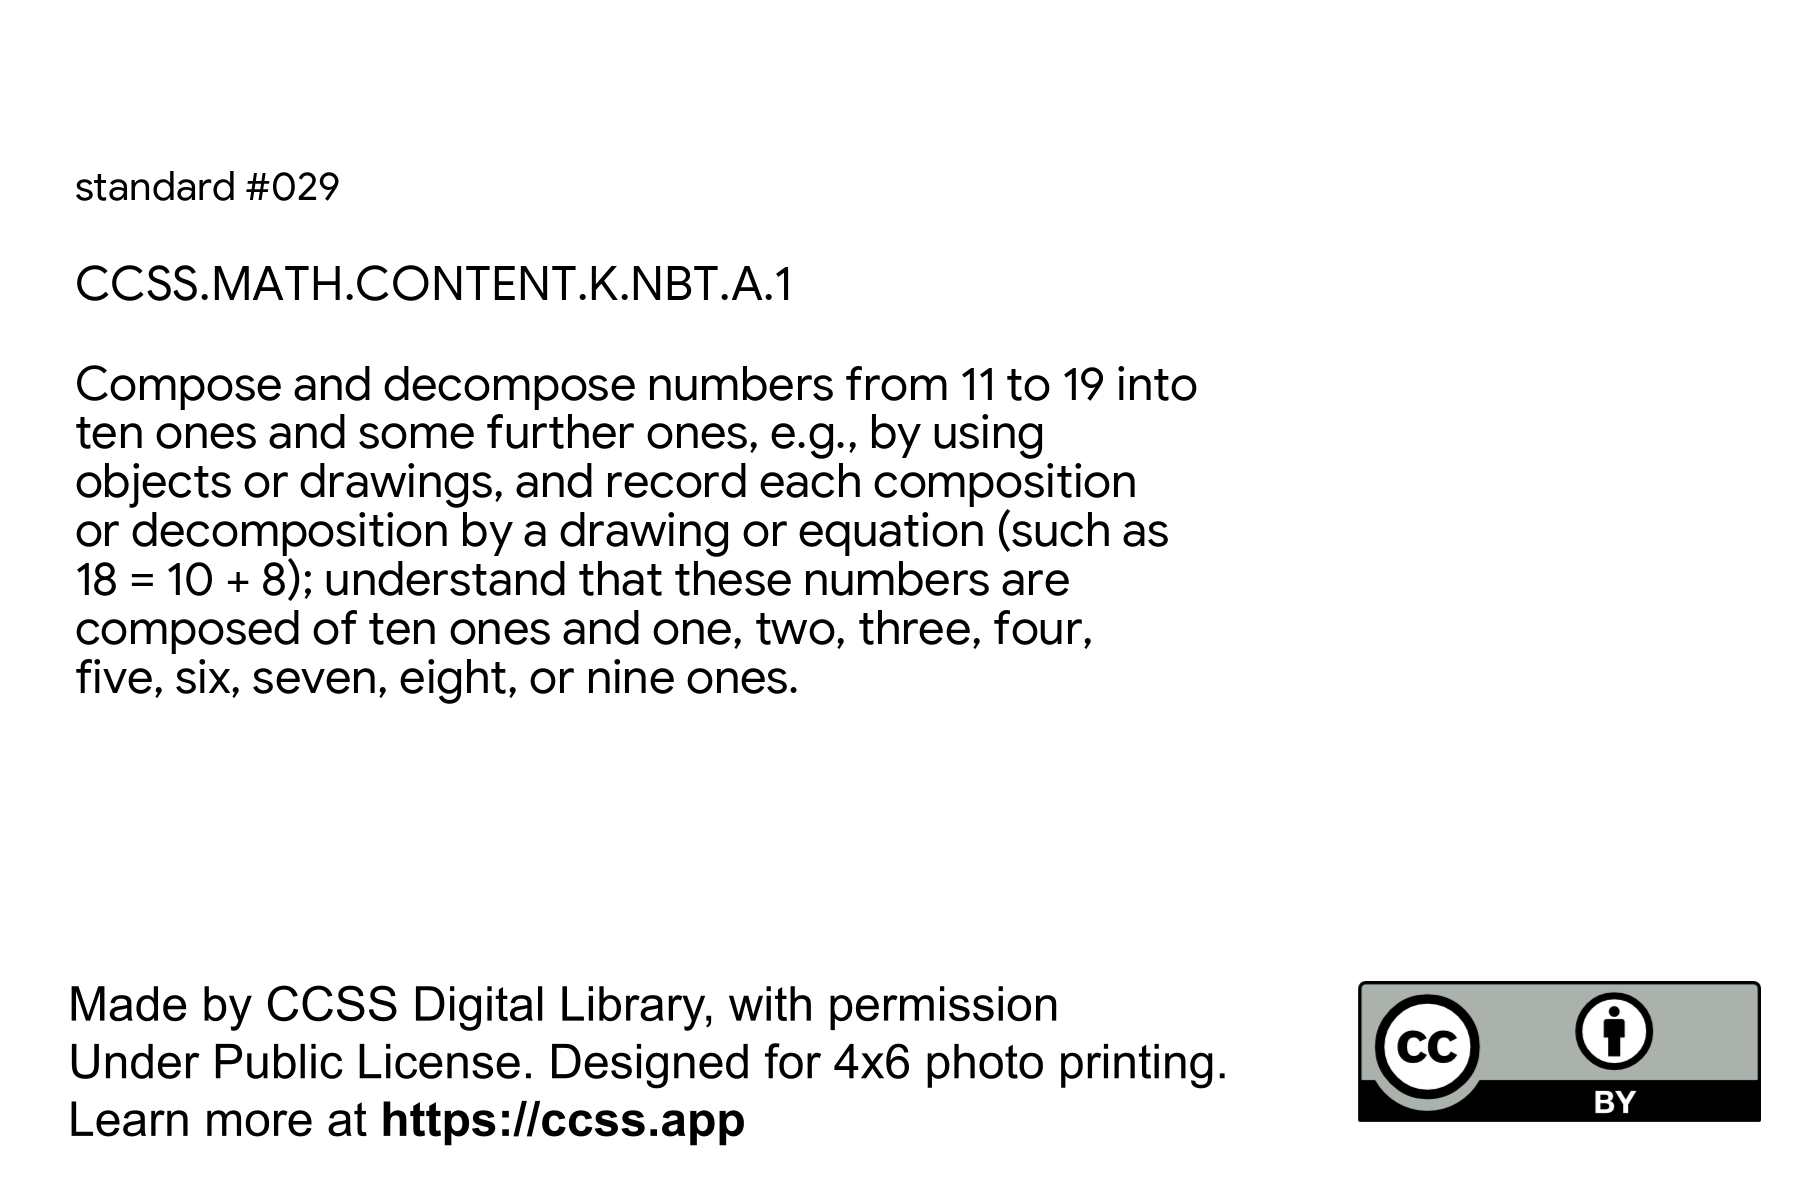 standard #029
CCSS.MATH.CONTENT.K.NBT.A.1
Compose and decompose numbers from 11 to 19 into
ten ones and some further ones, e.g., by using
objects or drawings, and record each composition
or decomposition by a drawing or equation (such as
18 = 10 + 8); understand that these numbers are
composed of ten ones and one, two, three, four,
five, six, seven, eight, or nine ones.
Made by CCSS Digital Library, with permission
Under Public License. Designed for 4x6 photo printing.
Learn more at https://ccss.app
CC
BY